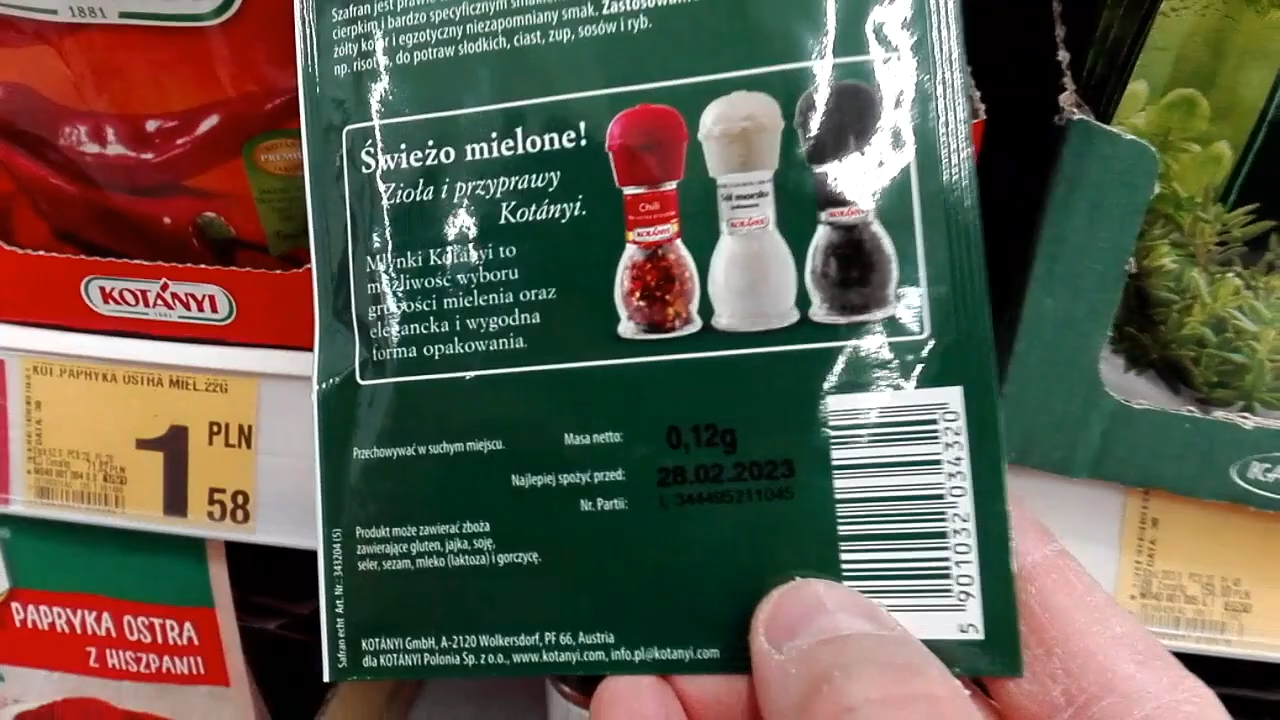 1881
Szafran jest
cierpkim i bardzo specyficznym
żółty kolor i egzotyczny niezapomniany smak.
np. risotta, do potraw słodkich, ciast, zup, sosów i ryb.
Świeżo mielone!
Zioła i przyprawy
Kotányi.
Młynki Kotányi to
możliwość wyboru
grubości mielenia oraz
elegancka i wygodna
forma opakowania.
Chili
KOTÁNYI
Sól morska
KOTÁNYI
KOTÁNYI
Przechowywać w suchym miejscu.
Masa netto: 0,12g
Najlepiej spożyć przed: 28.02.2023
Nr. Partii: L 344495211045
Produkt może zawierać zboża
zawierające gluten, jajka, soję,
seler, sezam, mleko (laktoza) i gorczycę.
Safran echt Art. Nr.: 343204 (5)
KOTÁNYI GmbH, A-2120 Wolkersdorf, PF 66, Austria
dla KOTÁNYI Polonia Sp. z o.o., www.kotanyi.com, info.pl@kotanyi.com
5 901032 034320
KOTÁNYI
1881
KOT.PAPRYKA OSTRA MIEL.22G
1 PLN
58
PAPRYKA OSTRA
Z HISZPANII